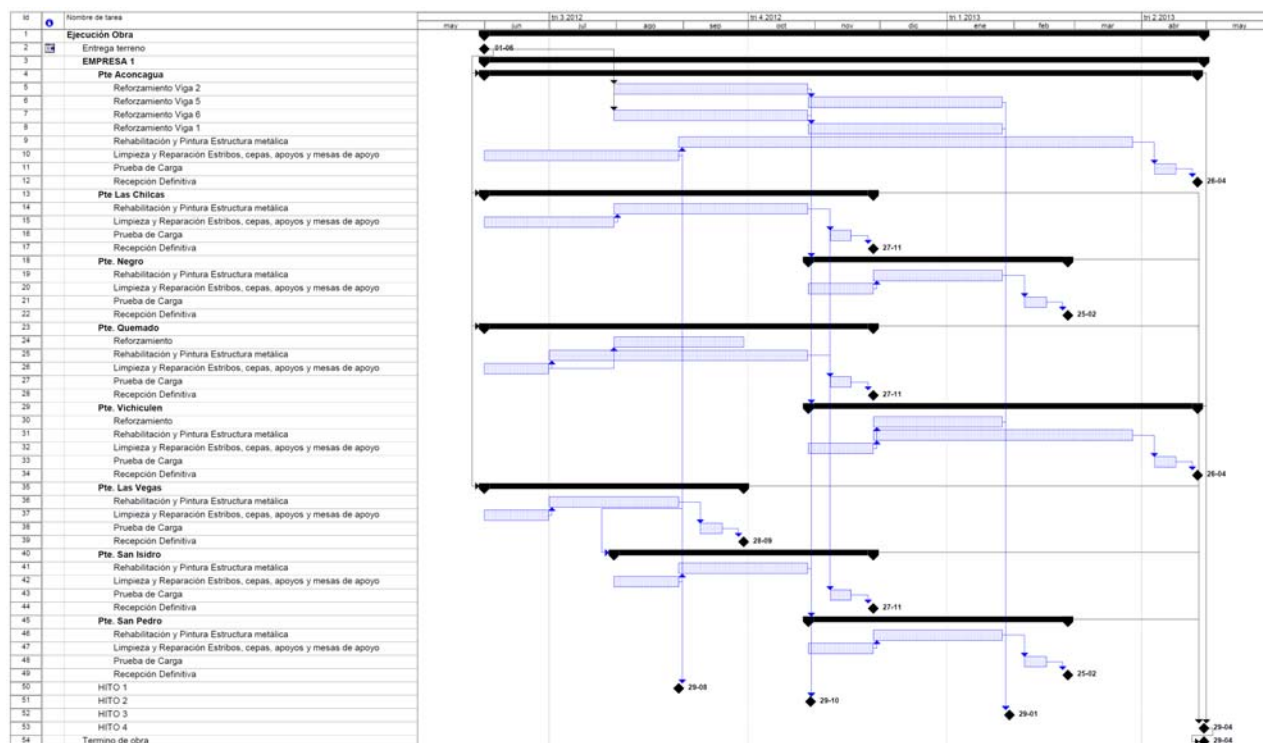 Id Nombre de tarea tri 3.2012 tri 4.2012 tri 1.2013 tri 2.2013
may jun jul ago sep oct nov dic ene feb mar abr may
1 Ejecución Obra
2 Entrega terreno 01-06
3 EMPRESA 1
4 Pte Aconcagua
5 Reforzamiento Viga 2
6 Reforzamiento Viga 5
7 Reforzamiento Viga 6
8 Reforzamiento Viga 1
9 Rehabilitación y Pintura Estructura metálica
10 Limpieza y Reparación Estribos, cepas, apoyos y mesas de apoyo
11 Prueba de Carga
12 Recepción Definitiva 26-04
13 Pte Las Chilcas
14 Rehabilitación y Pintura Estructura metálica
15 Limpieza y Reparación Estribos, cepas, apoyos y mesas de apoyo
16 Prueba de Carga
17 Recepción Definitiva 27-11
18 Pte. Negro
19 Rehabilitación y Pintura Estructura metálica
20 Limpieza y Reparación Estribos, cepas, apoyos y mesas de apoyo
21 Prueba de Carga
22 Recepción Definitiva 25-02
23 Pte. Quemado
24 Reforzamiento
25 Rehabilitación y Pintura Estructura metálica
26 Limpieza y Reparación Estribos, cepas, apoyos y mesas de apoyo
27 Prueba de Carga
28 Recepción Definitiva 27-11
29 Pte. Vichiculen
30 Reforzamiento
31 Rehabilitación y Pintura Estructura metálica
32 Limpieza y Reparación Estribos, cepas, apoyos y mesas de apoyo
33 Prueba de Carga
34 Recepción Definitiva 26-04
35 Pte. Las Vegas
36 Rehabilitación y Pintura Estructura metálica
37 Limpieza y Reparación Estribos, cepas, apoyos y mesas de apoyo
38 Prueba de Carga
39 Recepción Definitiva 28-09
40 Pte. San Isidro
41 Rehabilitación y Pintura Estructura metálica
42 Limpieza y Reparación Estribos, cepas, apoyos y mesas de apoyo
43 Prueba de Carga
44 Recepción Definitiva 27-11
45 Pte. San Pedro
46 Rehabilitación y Pintura Estructura metálica
47 Limpieza y Reparación Estribos, cepas, apoyos y mesas de apoyo
48 Prueba de Carga
49 Recepción Definitiva 25-02
50 HITO 1 29-08
51 HITO 2 29-10
52 HITO 3 29-01
53 HITO 4 29-04
54 Termino de obra 29-04